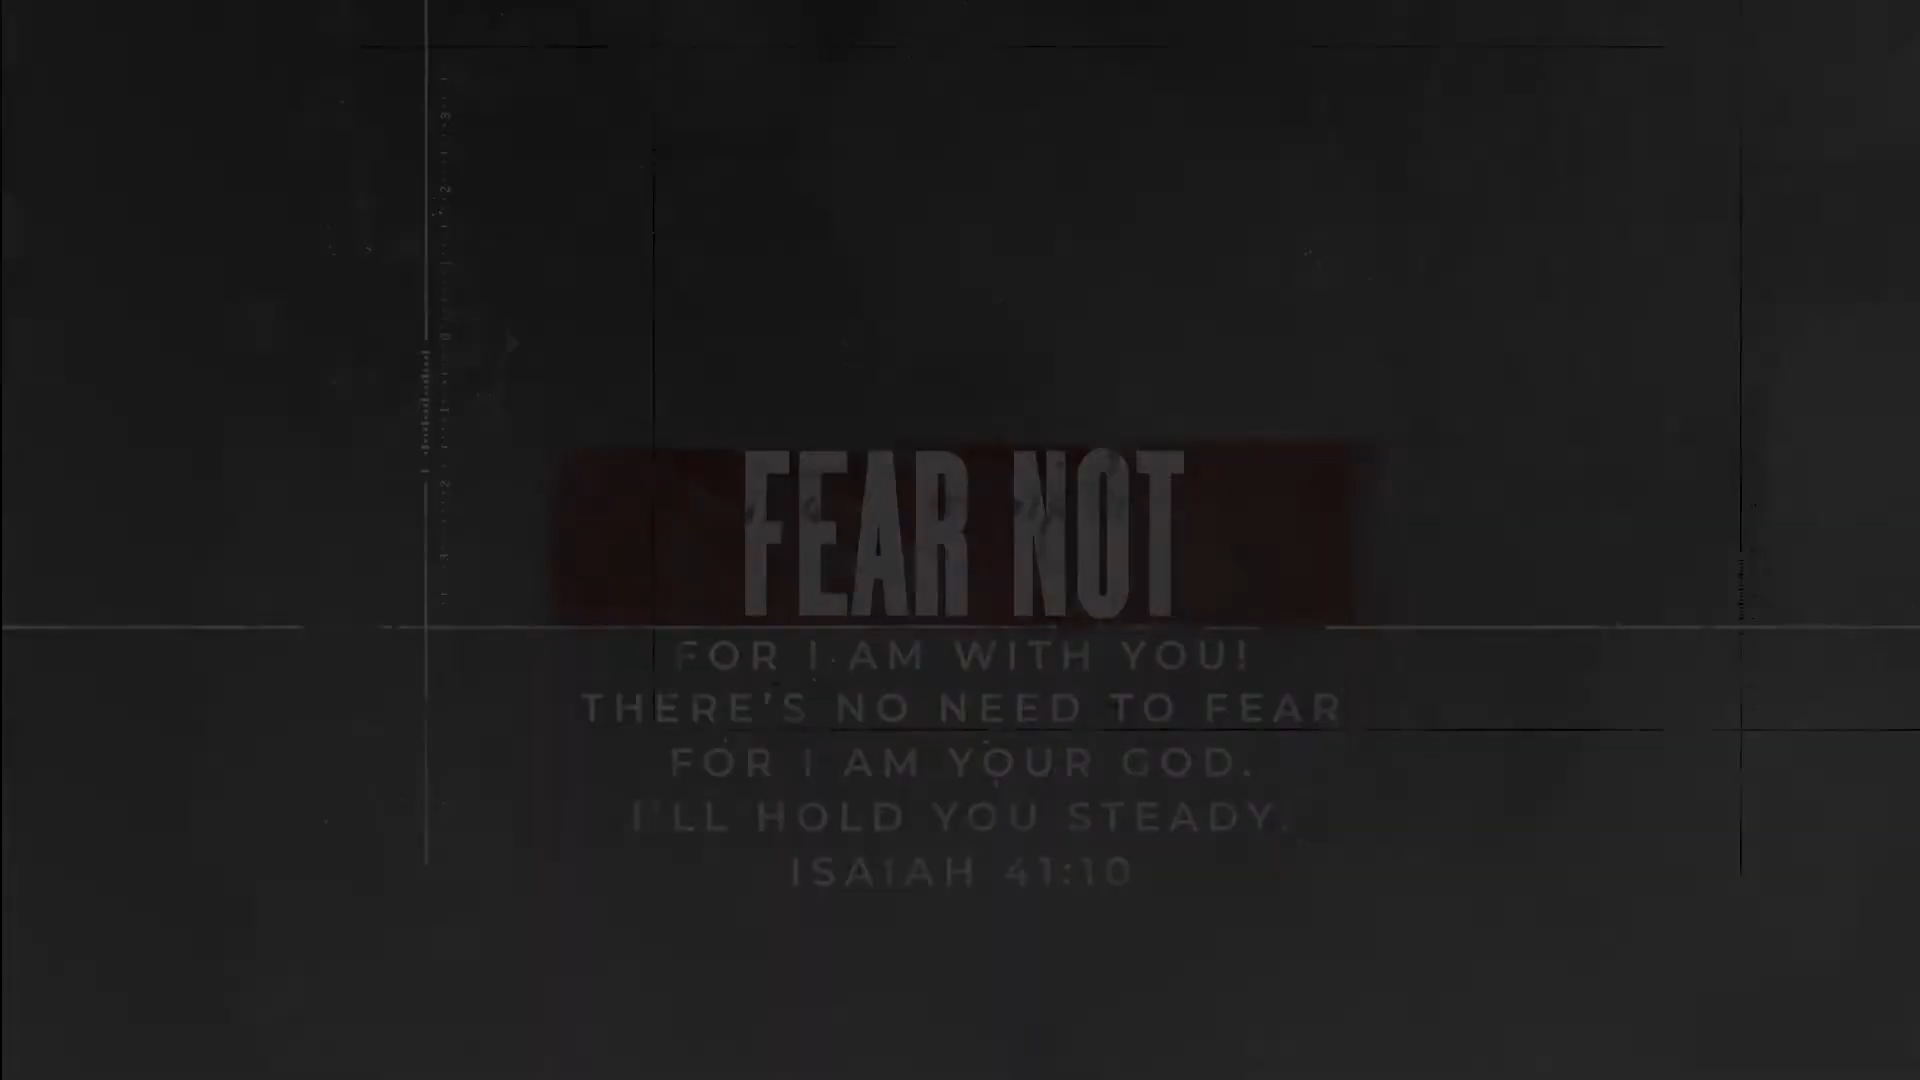 FEAR NOT
FOR I AM WITH YOU!
THERE'S NO NEED TO FEAR
FOR I AM YOUR GOD.
I'LL HOLD YOU STEADY.
ISAIAH 41:10